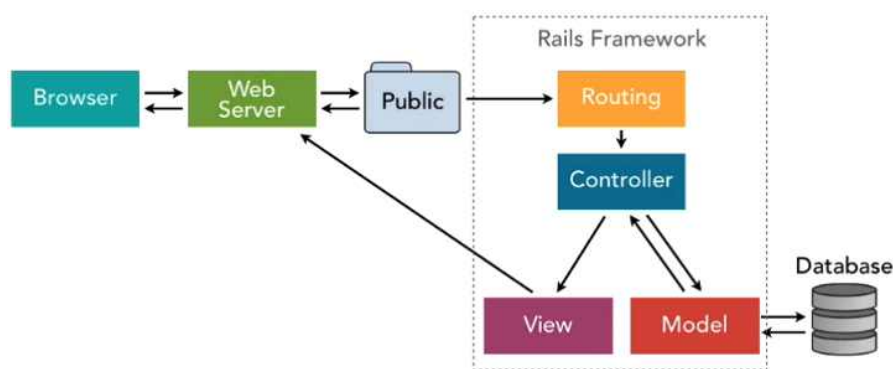 Rails Framework
Browser
Web
Server
Public
Routing
Controller
Database
View
Model